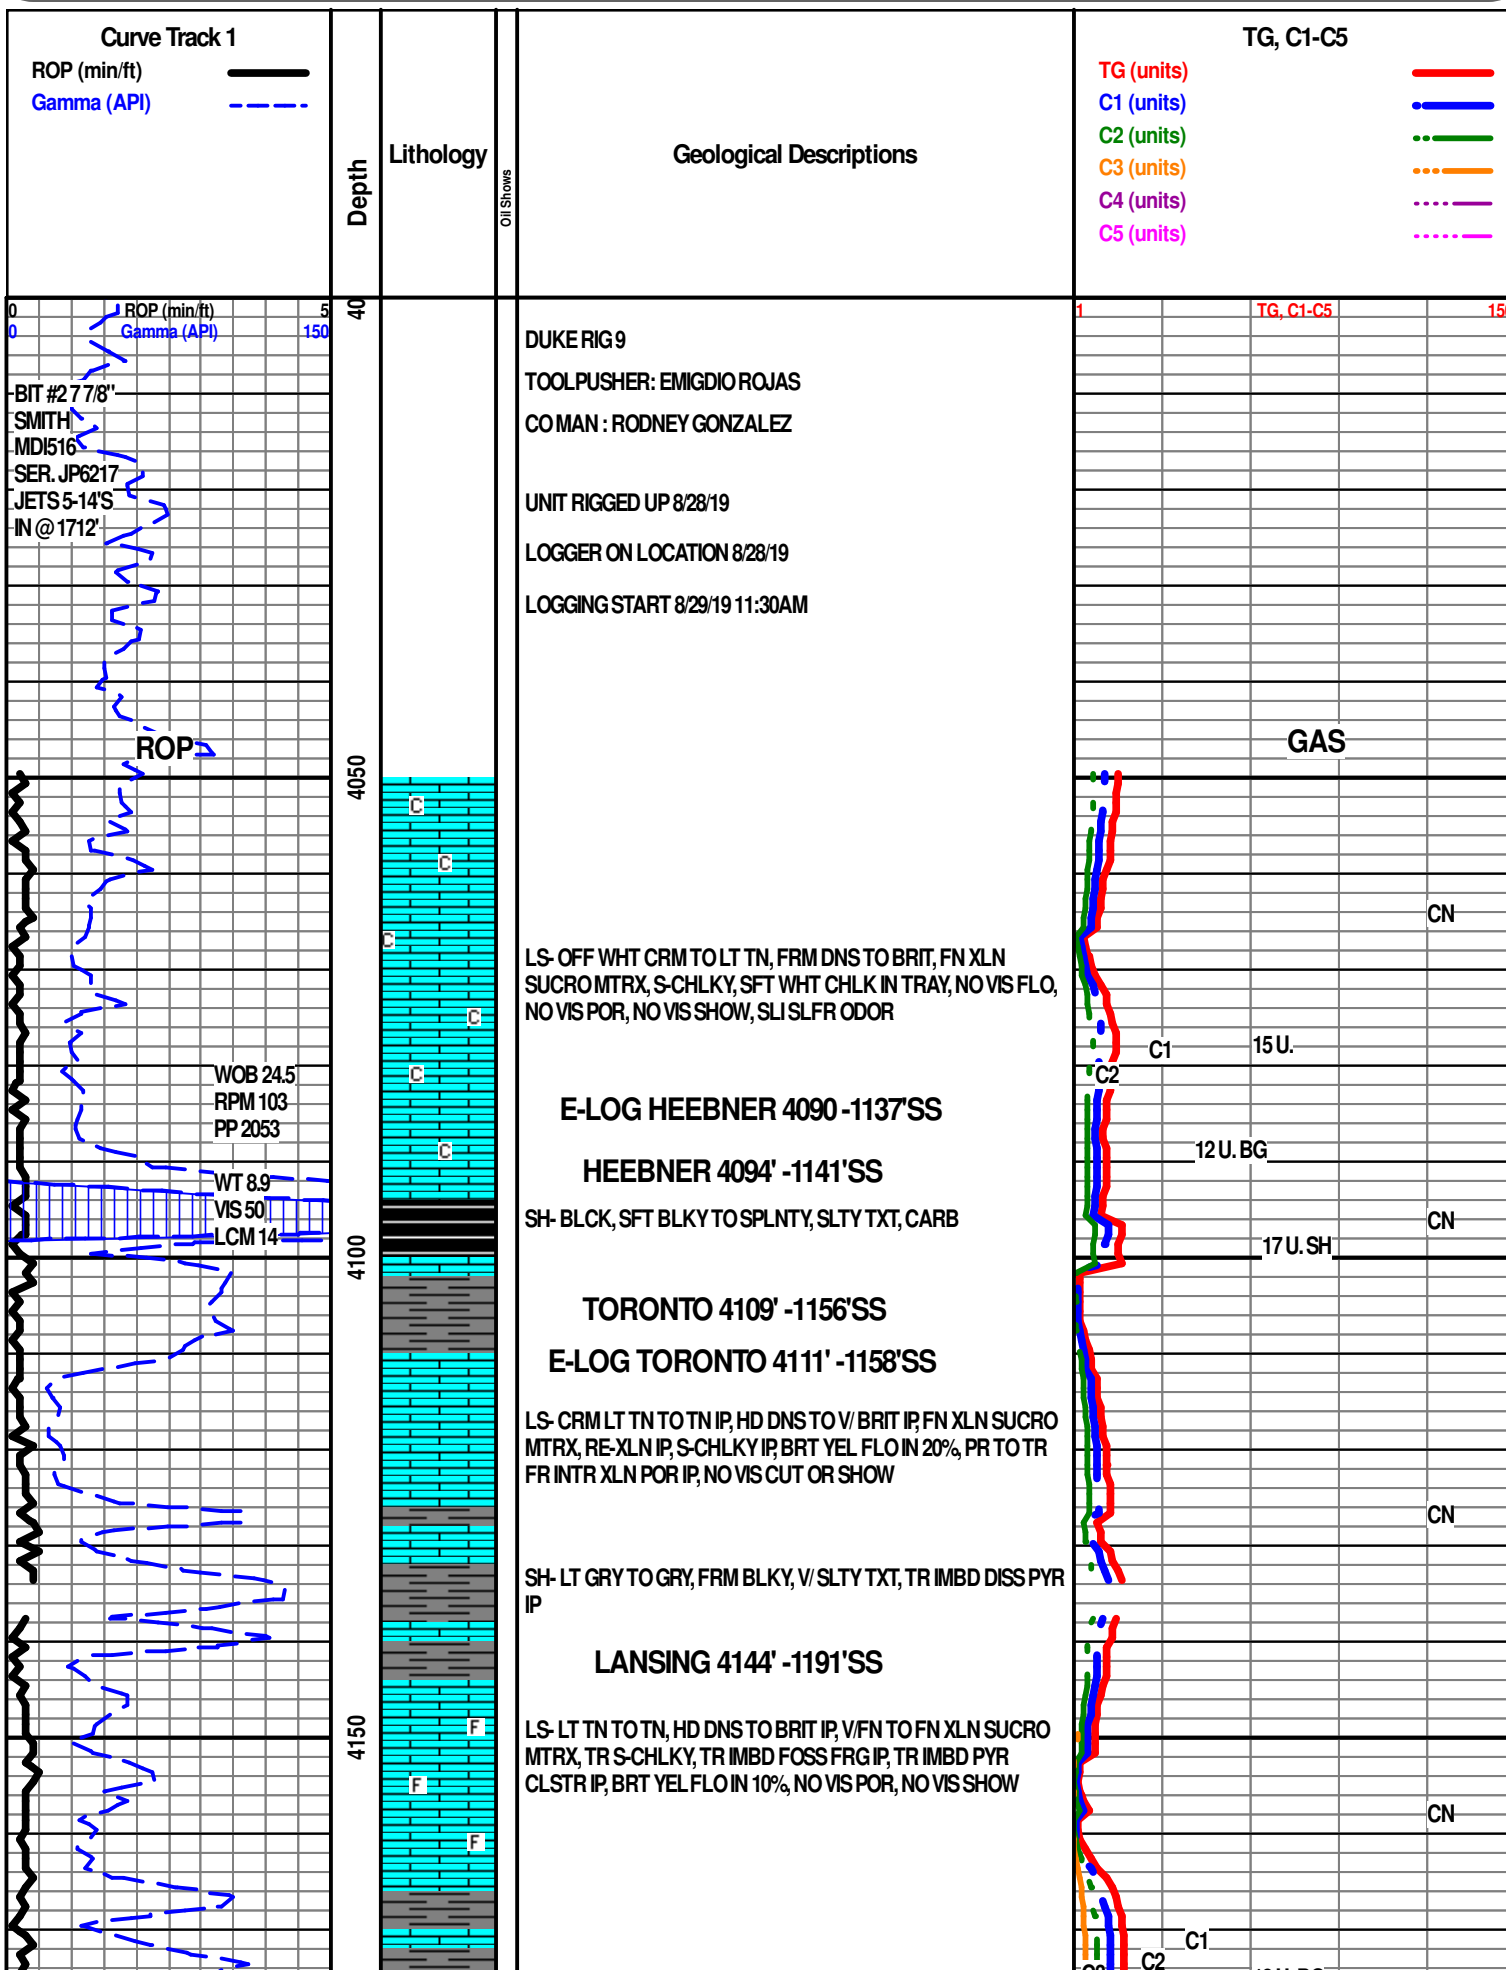 Curve Track 1
ROP (min/ft)
Gamma (API)
Depth
Lithology
Oil Shows
Geological Descriptions
TG, C1-C5
TG (units)
C1 (units)
C2 (units)
C3 (units)
C4 (units)
C5 (units)
0 ROP (min/ft) 5
0 Gamma (API) 150
40
1 TG, C1-C5 150
DUKE RIG 9
TOOLPUSHER: EMIGDIO ROJAS
CO MAN : RODNEY GONZALEZ
BIT #2 7 7/8"
SMITH
MDI516
SER. JP6217
JETS 5-14'S
IN @ 1712'
UNIT RIGGED UP 8/28/19
LOGGER ON LOCATION 8/28/19
LOGGING START 8/29/19 11:30AM
ROP
GAS
4050
C
C
CN
C
LS- OFF WHT CRM TO LT TN, FRM DNS TO BRIT, FN XLN
SUCRO MTRX, S-CHLKY, SFT WHT CHLK IN TRAY, NO VIS FLO,
NO VIS POR, NO VIS SHOW, SLI SLFR ODOR
C
C1 15 U.
C2
C
WOB 24.5
RPM 103
PP 2053
E-LOG HEEBNER 4090 -1137'SS
C
12 U. BG
HEEBNER 4094' -1141'SS
WT 8.9
VIS 50
LCM 14
SH- BLCK, SFT BLKY TO SPLNTY, SLTY TXT, CARB
CN
17 U. SH
4100
TORONTO 4109' -1156'SS
E-LOG TORONTO 4111' -1158'SS
LS- CRM LT TN TO TN IP, HD DNS TO V/ BRIT IP, FN XLN SUCRO
MTRX, RE-XLN IP, S-CHLKY IP, BRT YEL FLO IN 20%, PR TO TR
FR INTR XLN POR IP, NO VIS CUT OR SHOW
CN
SH- LT GRY TO GRY, FRM BLKY, V/ SLTY TXT, TR IMBD DISS PYR
IP
LANSING 4144' -1191'SS
4150
F
LS- LT TN TO TN, HD DNS TO BRIT IP, V/FN TO FN XLN SUCRO
MTRX, TR S-CHLKY, TR IMBD FOSS FRG IP, TR IMBD PYR
CLSTR IP, BRT YEL FLO IN 10%, NO VIS POR, NO VIS SHOW
F
CN
F
C1
C2